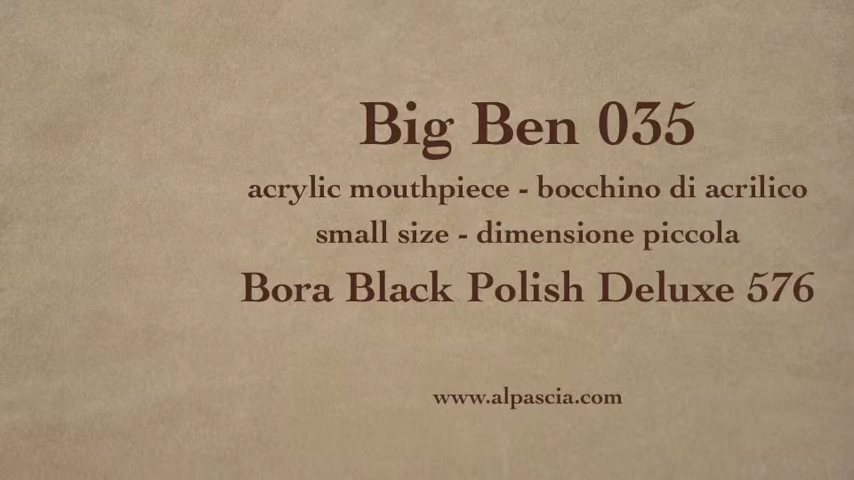 Big Ben 035
acrylic mouthpiece - bocchino di acrilico
small size - dimensione piccola
Bora Black Polish Deluxe 576
www.alpascia.com